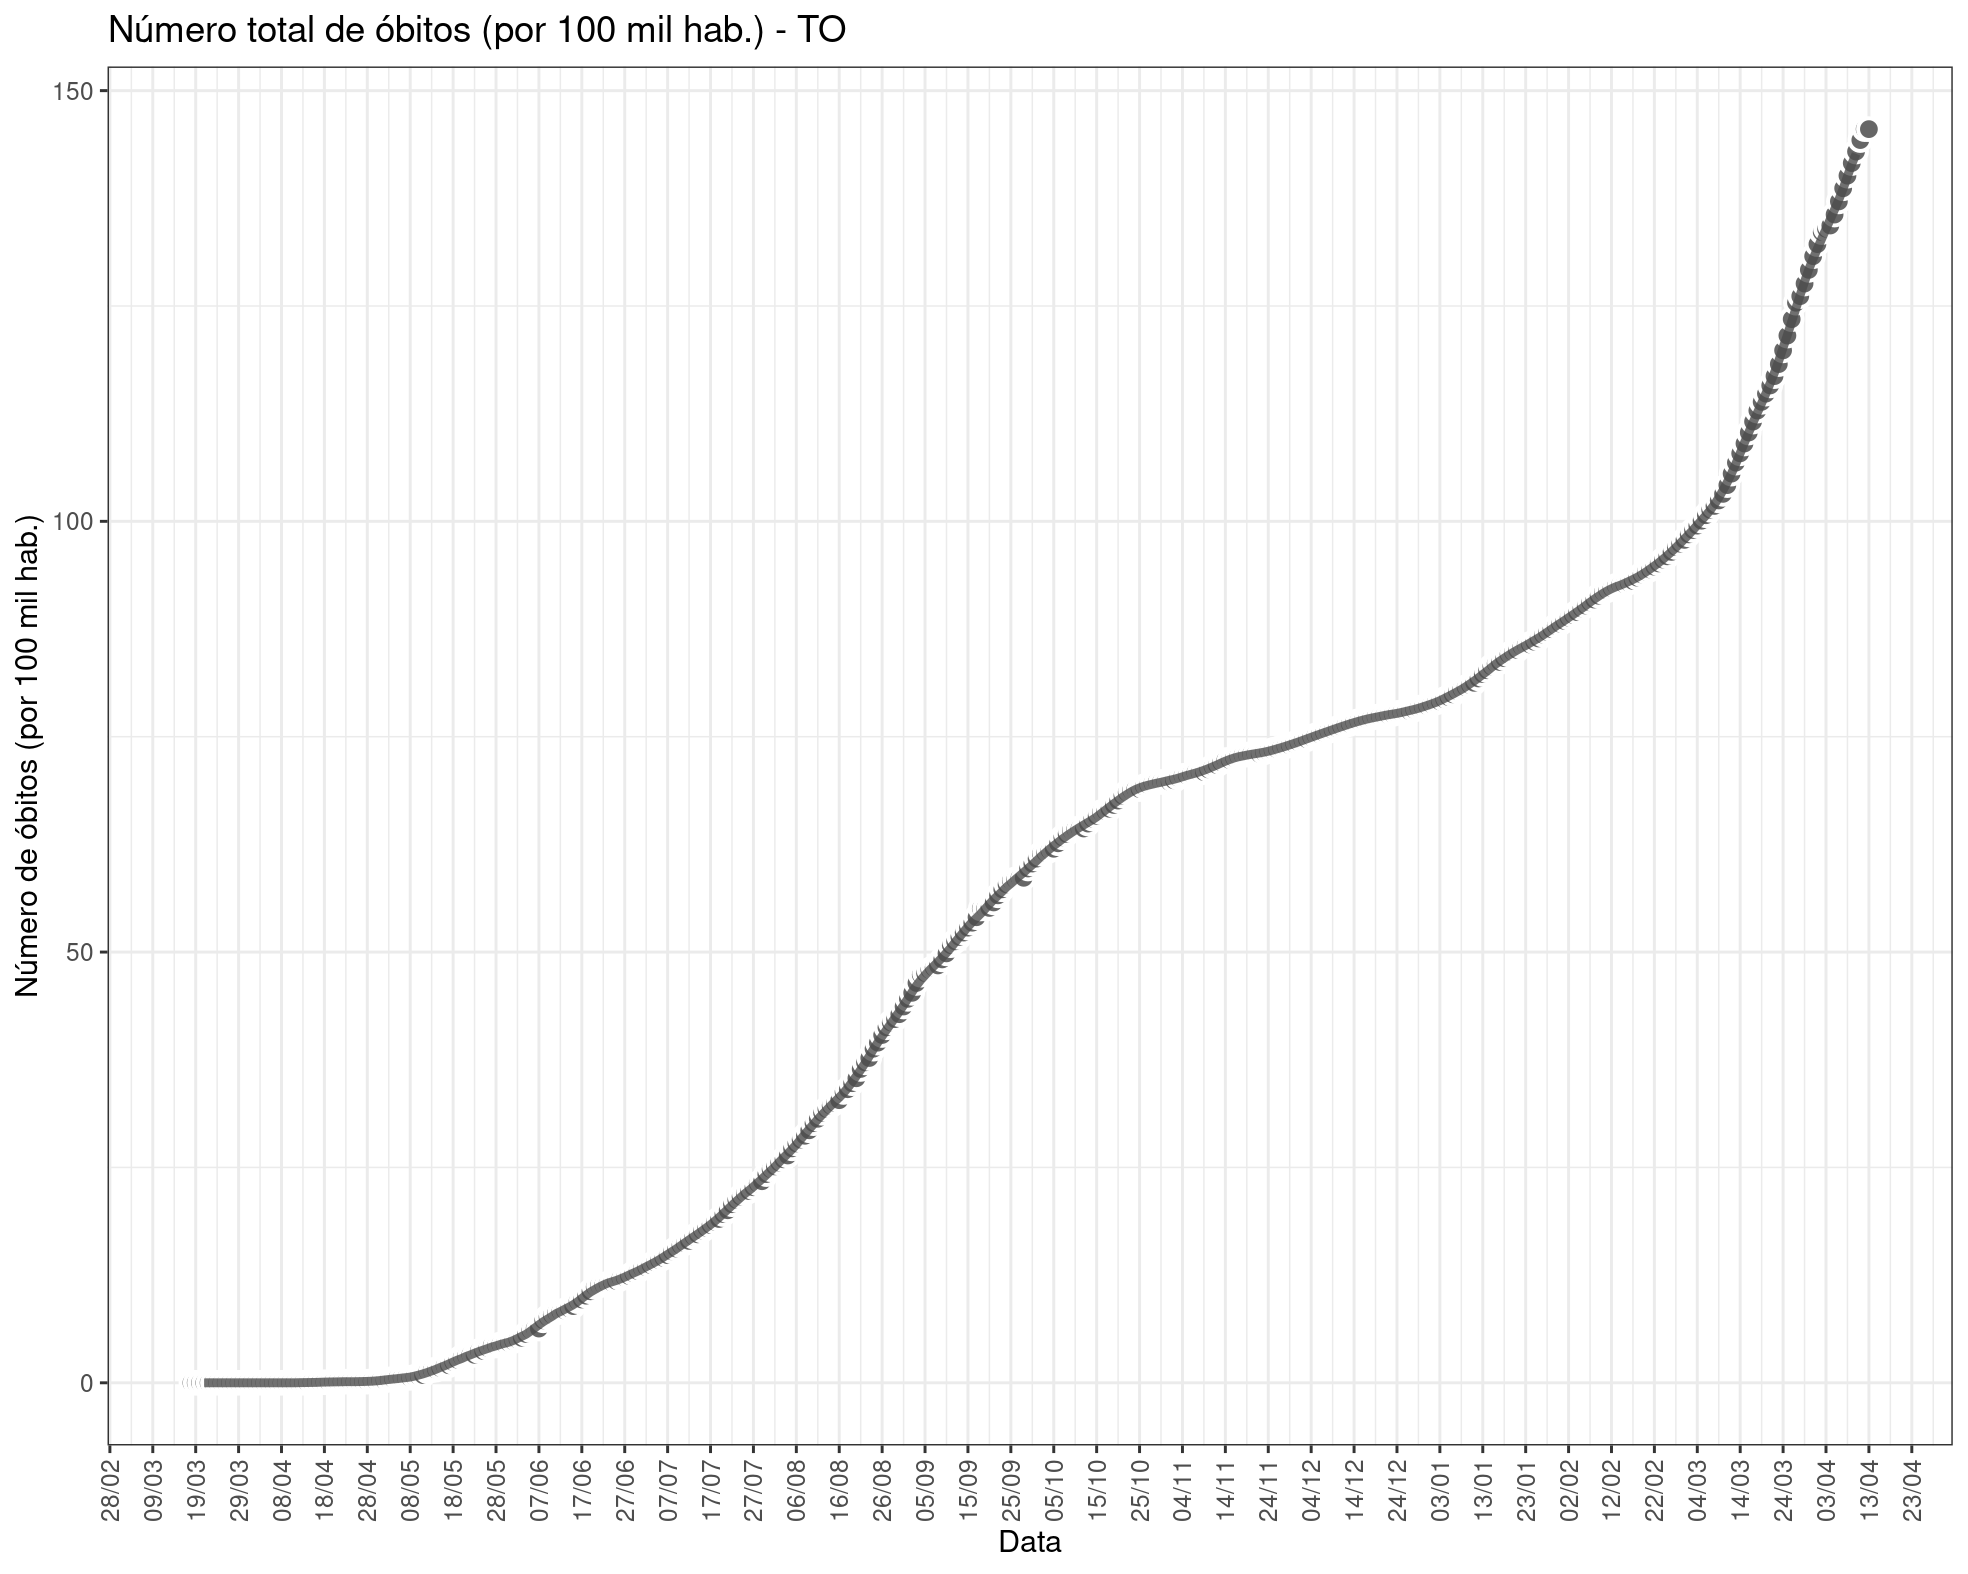 Número total de óbitos (por 100 mil hab.) - TO
Número de óbitos (por 100 mil hab.)
150
100
50
0
28/02 09/03 19/03 29/03 08/04 18/04 28/04 08/05 18/05 28/05 07/06 17/06 27/06 07/07 17/07 27/07 06/08 16/08 26/08 05/09 15/09 25/09 05/10 15/10 25/10 04/11 14/11 24/11 04/12 14/12 24/12 03/01 13/01 23/01 02/02 12/02 22/02 04/03 14/03 24/03 03/04 13/04 23/04
Data